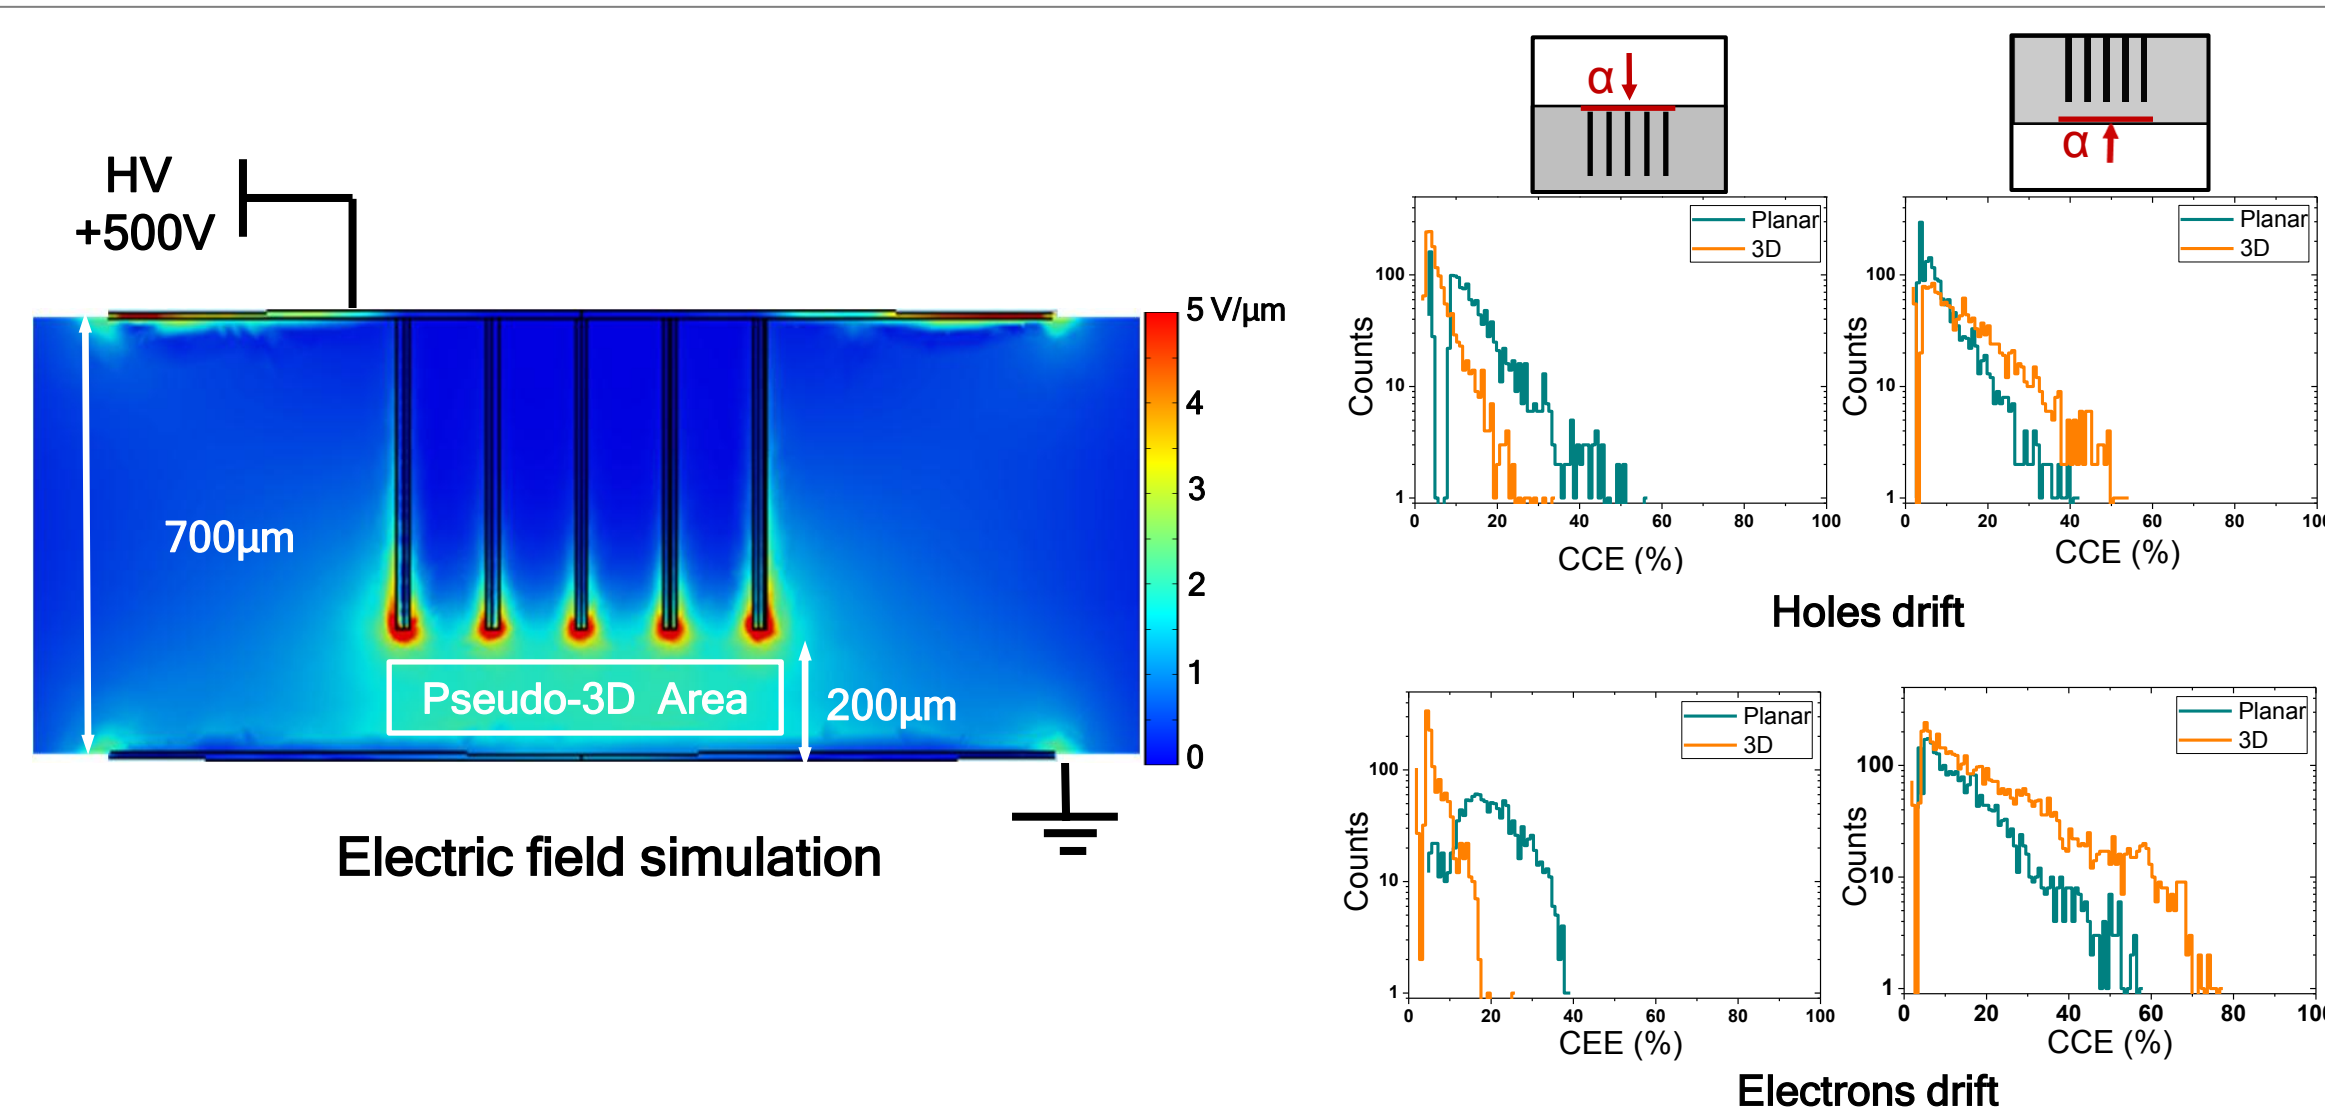 HV
+500V
700µm
Pseudo-3D Area
200µm
5 V/µm
4
3
2
1
0
Electric field simulation
α
α
Planar
3D
100
10
1
0 20 40 60 80 100
Counts
CCE (%)
Planar
3D
100
10
1
0 20 40 60 80 100
Counts
CCE (%)
Holes drift
Planar
3D
100
10
1
0 20 40 60 80 100
Counts
CEE (%)
Planar
3D
100
10
1
0 20 40 60 80 100
Counts
CCE (%)
Electrons drift